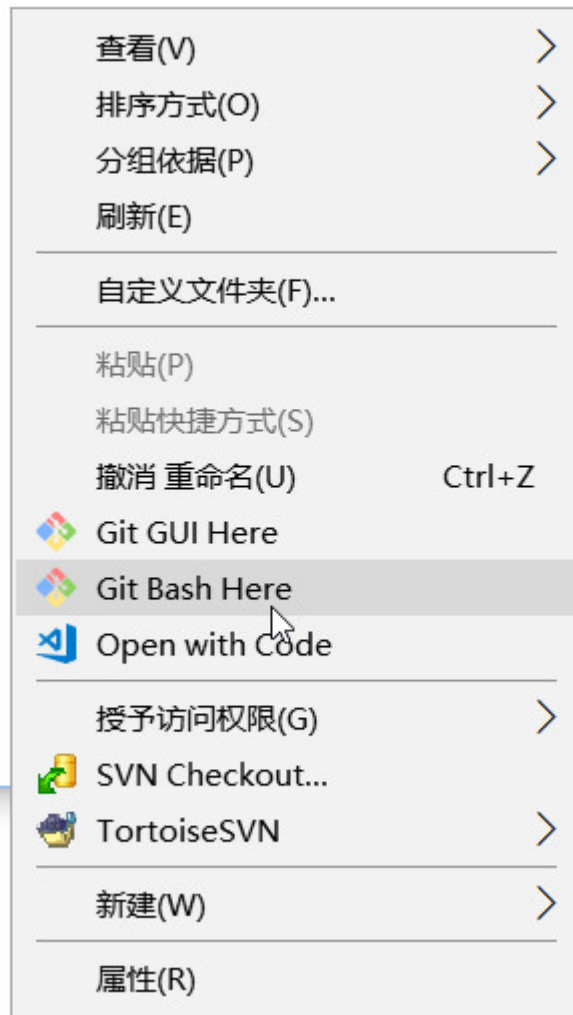 查看(V)
排序方式(O)
分组依据(P)
刷新(E)
自定义文件夹(F)...
粘贴(P)
粘贴快捷方式(S)
撤消 重命名(U) Ctrl+Z
Git GUI Here
Git Bash Here
Open with Code
授予访问权限(G)
SVN Checkout...
TortoiseSVN
新建(W)
属性(R)